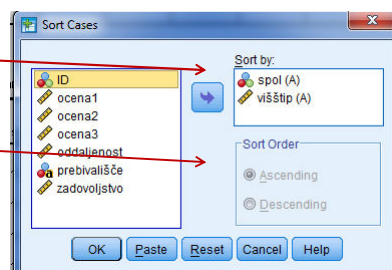 Sort Cases
ID
ocena1
ocena2
ocena3
oddaljenost
prebivališče
zadovoljstvo
Sort by:
spol (A)
višštip (A)
Sort Order
Ascending
Descending
OK
Paste
Reset
Cancel
Help